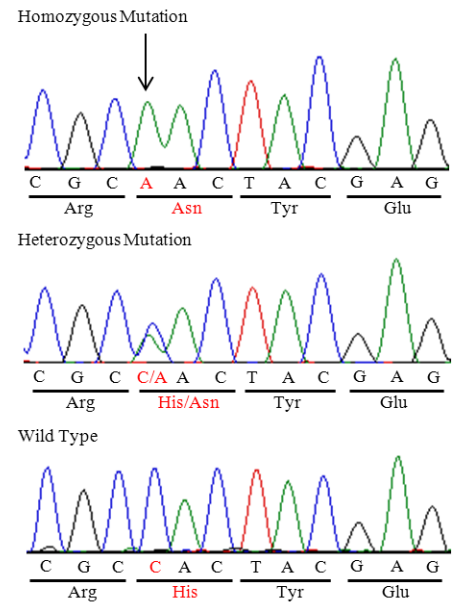 Homozygous Mutation
C G C A A C T A C G A G
Arg Asn Tyr Glu
Heterozygous Mutation
C G C C/A A C T A C G A G
Arg His/Asn Tyr Glu
Wild Type
C G C C A C T A C G A G
Arg His Tyr Glu